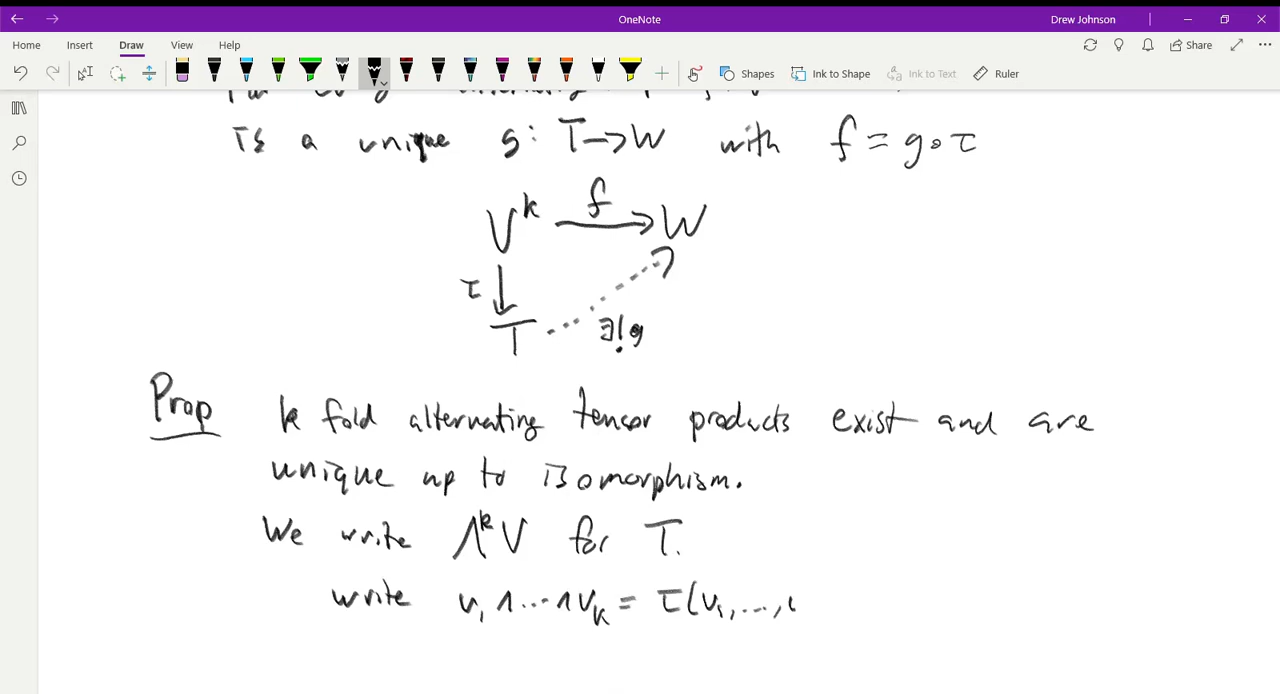 OneNote
Drew Johnson
Home Insert Draw View Help
Share
Shapes Ink to Shape Ink to Text Ruler
is a unique g: T→W with f = g∘τ
V^k f W
τ
T ∃!g
Prop k fold alternating tensor products exist and are
unique up to isomorphism.
We write Λ^k V for T.
write v₁ ∧ ... ∧ v_k = τ(v₁, ...,